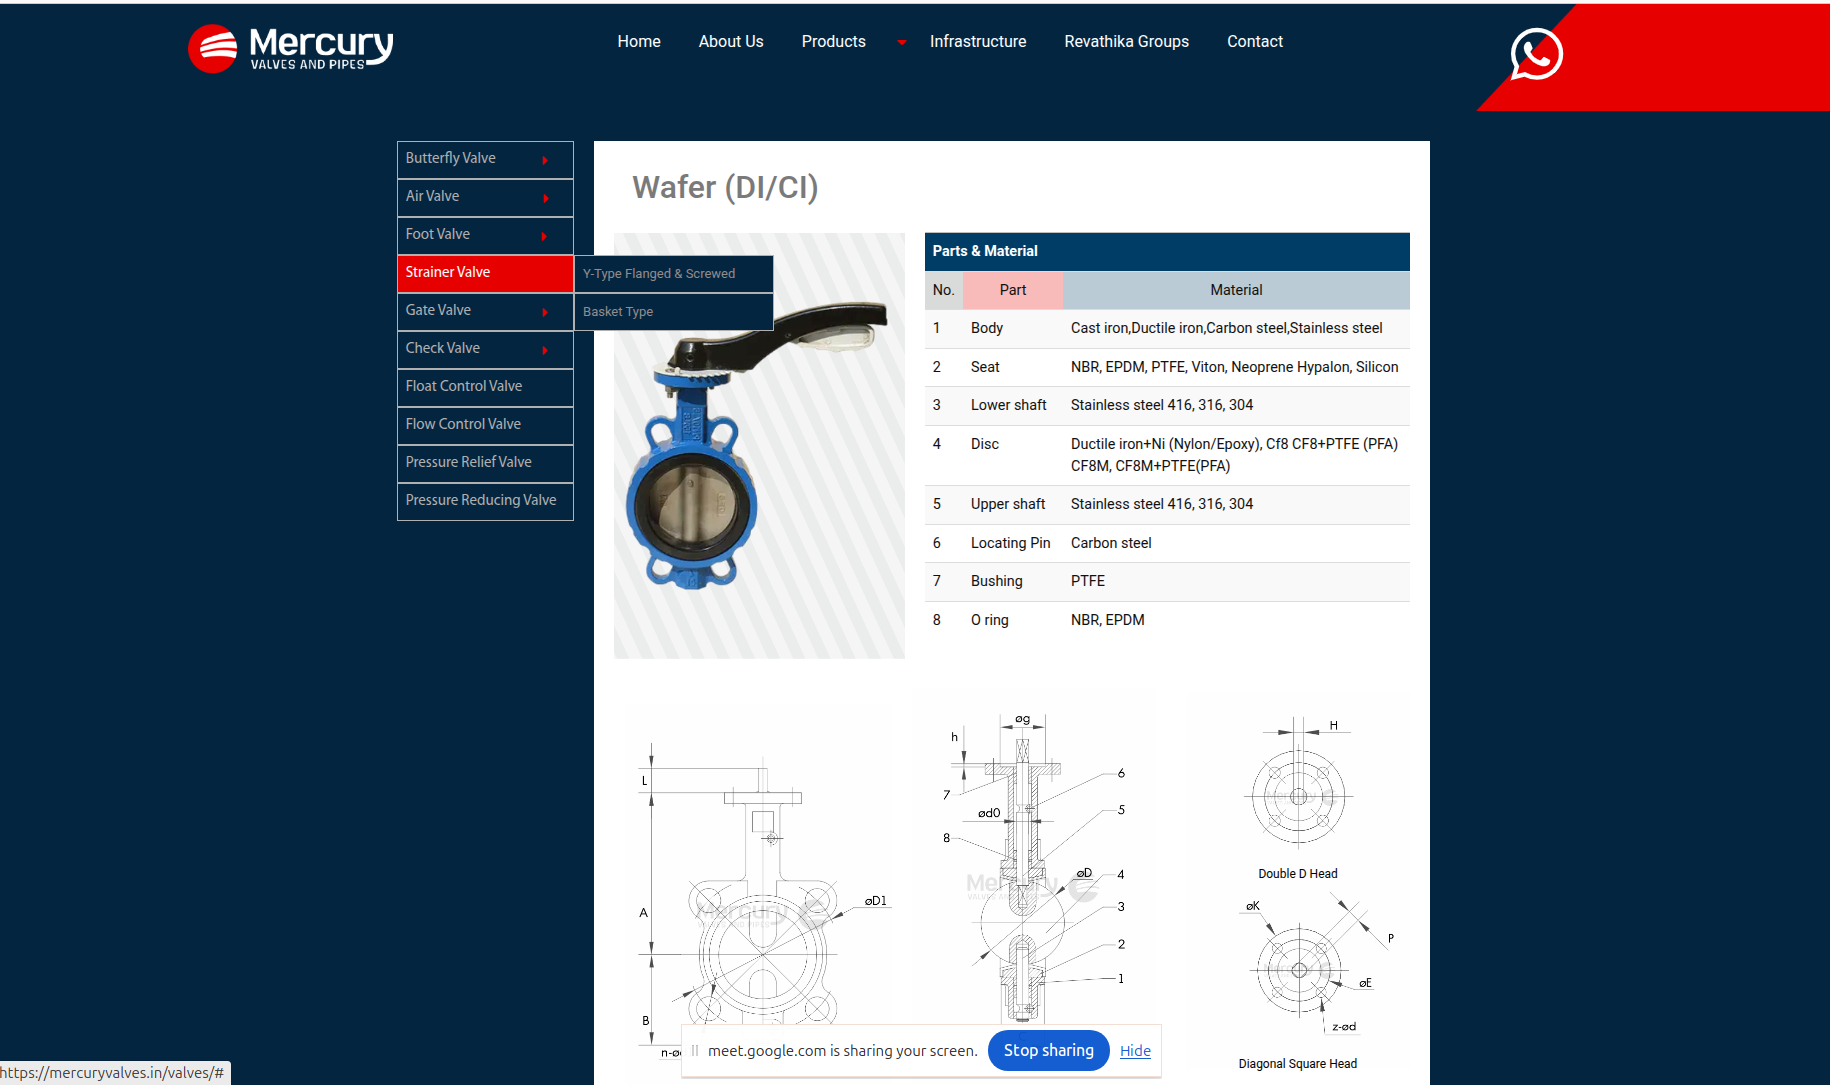 Mercury
VALVES AND PIPES
Home
About Us
Products
Infrastructure
Revathika Groups
Contact
Butterfly Valve
Air Valve
Foot Valve
Strainer Valve
Y-Type Flanged & Screwed
Basket Type
Gate Valve
Check Valve
Float Control Valve
Flow Control Valve
Pressure Relief Valve
Pressure Reducing Valve
Wafer (DI/CI)
Parts & Material
No. Part Material
1 Body Cast iron,Ductile iron,Carbon steel,Stainless steel
2 Seat NBR, EPDM, PTFE, Viton, Neoprene Hypalon, Silicon
3 Lower shaft Stainless steel 416, 316, 304
4 Disc Ductile iron+Ni (Nylon/Epoxy), Cf8 CF8+PTFE (PFA)
CF8M, CF8M+PTFE(PFA)
5 Upper shaft Stainless steel 416, 316, 304
6 Locating Pin Carbon steel
7 Bushing PTFE
8 O ring NBR, EPDM
L
A
B
øD1
Mercury
øg
h
7
ød0
8
6
5
øD
4
3
2
1
Mercury
H
Double D Head
øK
P
øE
z-ød
Diagonal Square Head
meet.google.com is sharing your screen.
Stop sharing
Hide
https://mercuryvalves.in/valves/#